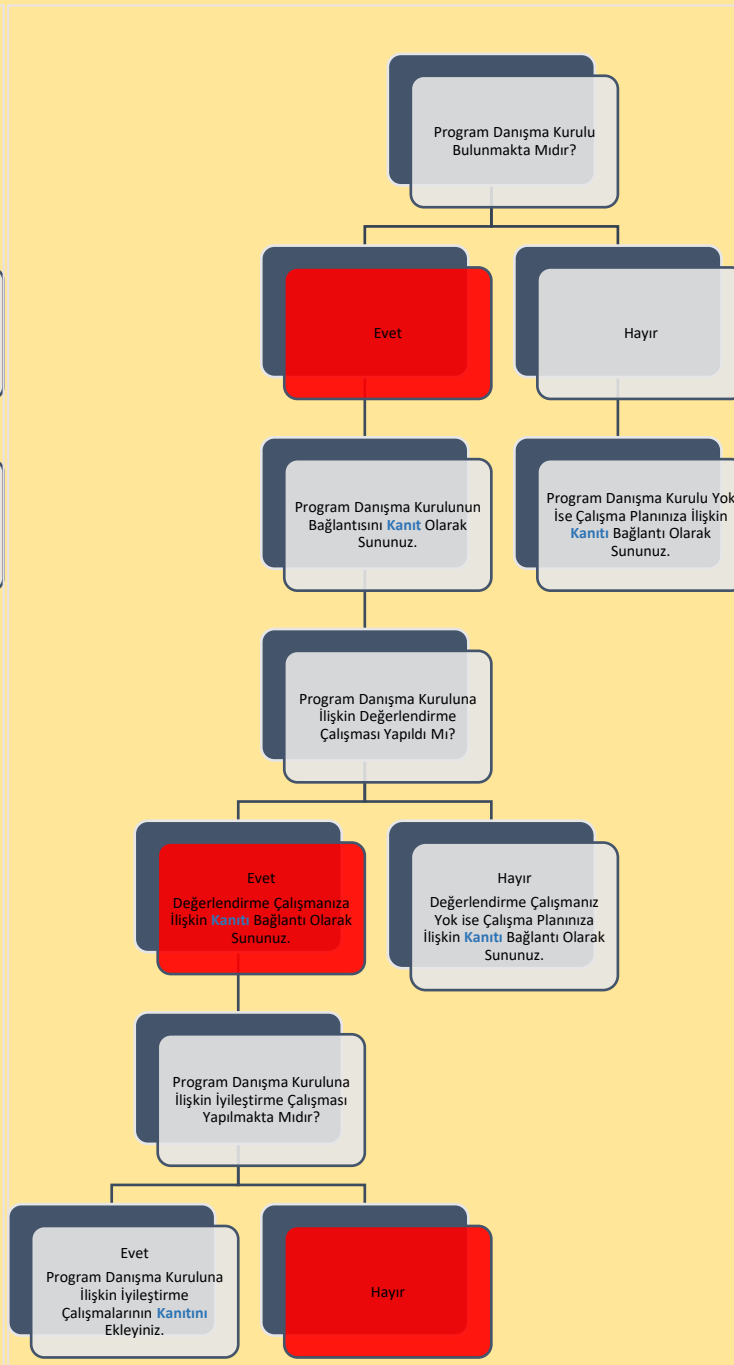 Program Danışma Kurulu
Bulunmakta Mıdır?
Evet
Hayır
Program Danışma Kurulunun
Bağlantısını Kanıt Olarak
Sununuz.
Program Danışma Kurulu Yok
İse Çalışma Planınıza İlişkin
Kanıtı Bağlantı Olarak
Sununuz.
Program Danışma Kuruluna
İlişkin Değerlendirme
Çalışması Yapıldı Mı?
Evet
Değerlendirme Çalışmanıza
İlişkin Kanıtı Bağlantı Olarak
Sununuz.
Hayır
Değerlendirme Çalışmanız
Yok ise Çalışma Planınıza
İlişkin Kanıtı Bağlantı Olarak
Sununuz.
Program Danışma Kuruluna
İlişkin İyileştirme Çalışması
Yapılmakta Mıdır?
Evet
Program Danışma Kuruluna
İlişkin İyileştirme
Çalışmalarının Kanıtını
Ekleyiniz.
Hayır